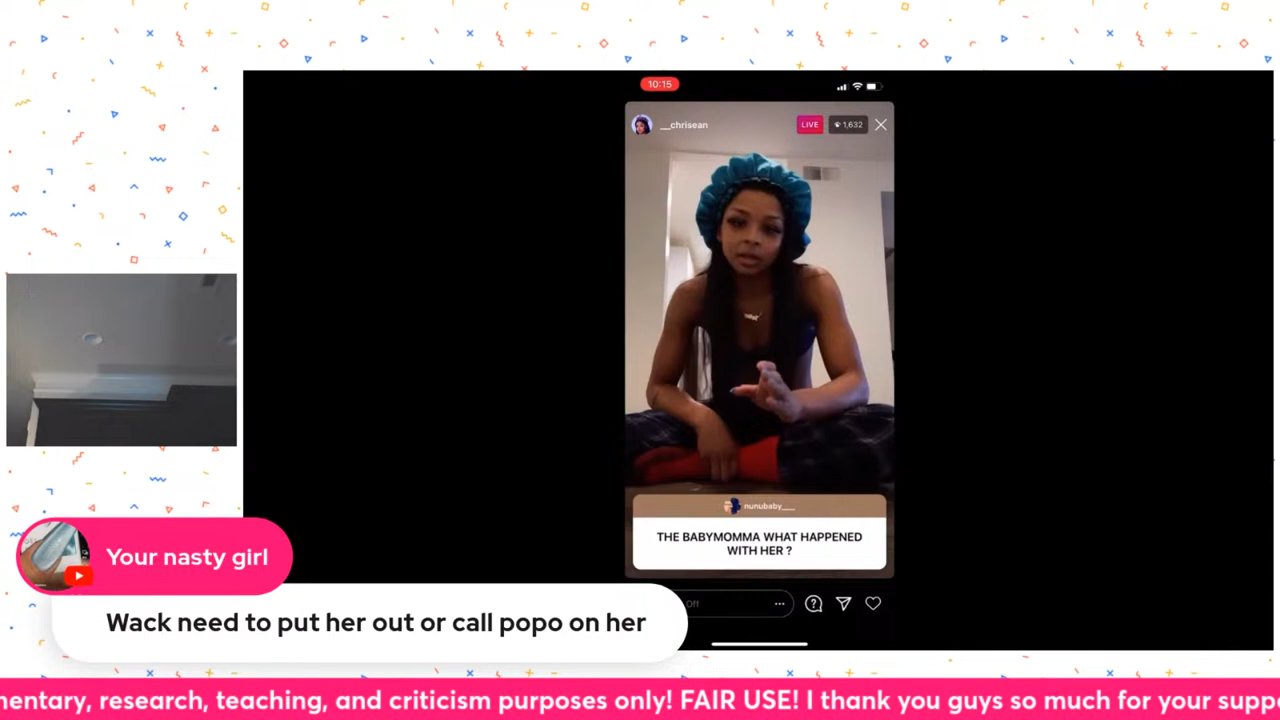 10:15
__chrisean
LIVE
1,632
nunubaby___
THE BABYMOMMA WHAT HAPPENED
WITH HER ?
Off
Your nasty girl
Wack need to put her out or call popo on her
mentary, research, teaching, and criticism purposes only! FAIR USE! I thank you guys so much for your supp